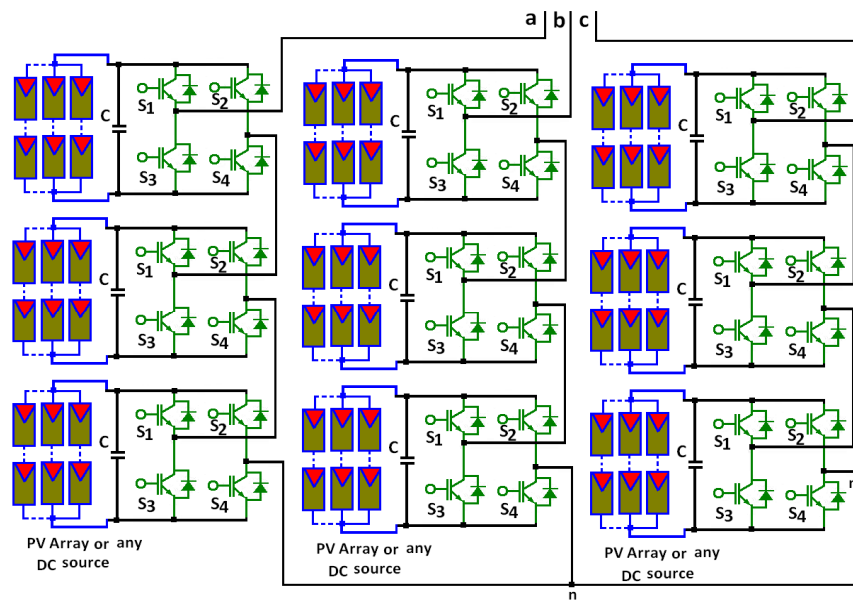 a b c
S1 S2 S1 S2 S1 S2
C C C
S3 S4 S3 S4 S3 S4
S1 S2 S1 S2 S1 S2
C C C
S3 S4 S3 S4 S3 S4
S1 S2 S1 S2 S1 S2
C C C
S3 S4 S3 S4 S3 S4
n
PV Array or any
DC source
PV Array or any
DC source
PV Array or any
DC source
n